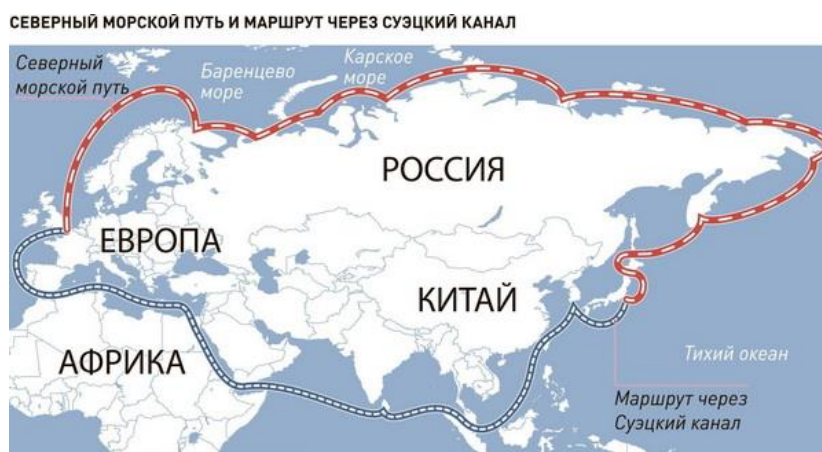 СЕВЕРНЫЙ МОРСКОЙ ПУТЬ И МАРШРУТ ЧЕРЕЗ СУЭЦКИЙ КАНАЛ
Северный
морской путь
Баренцево
море
Карское
море
РОССИЯ
ЕВРОПА
КИТАЙ
АФРИКА
Тихий океан
Маршрут через
Суэцкий канал